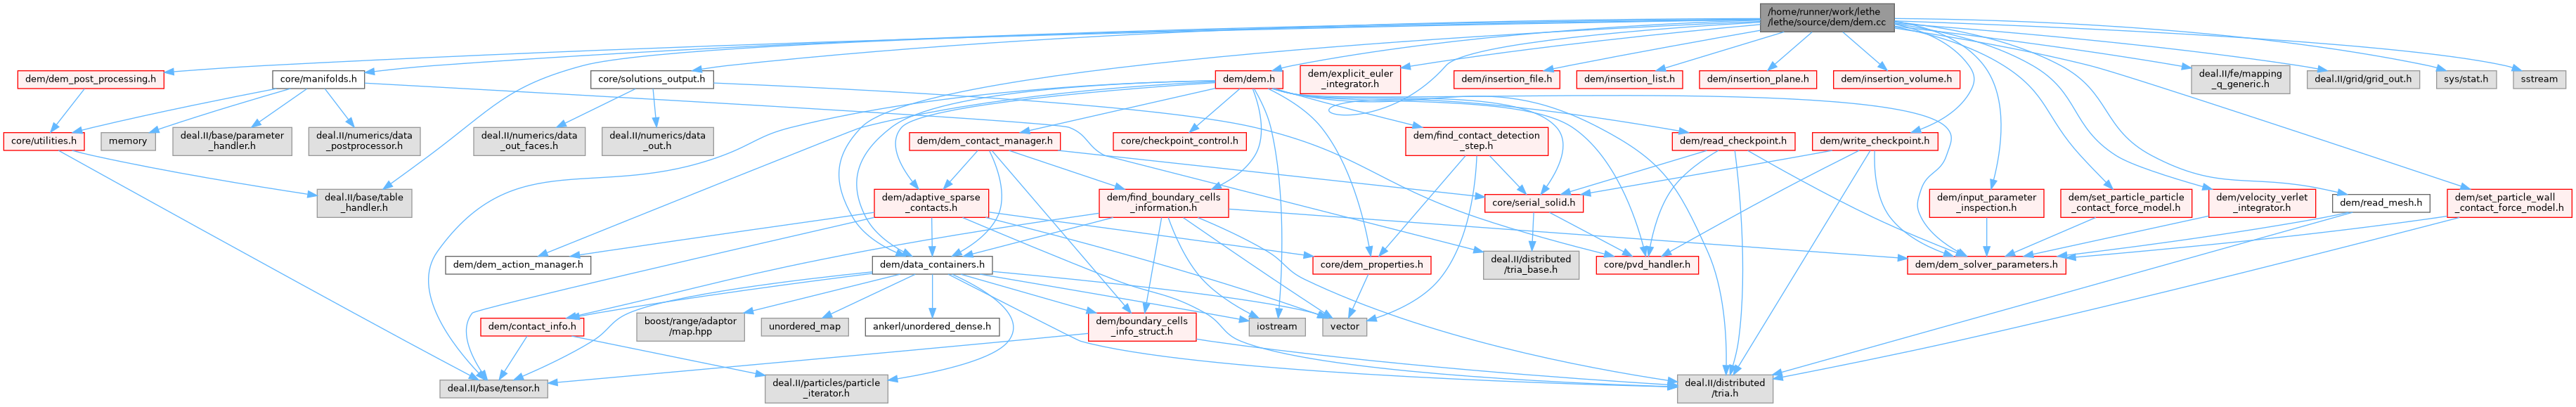 /home/runner/work/lethe
/lethe/source/dem/dem.cc
dem/dem_post_processing.h
core/manifolds.h
core/solutions_output.h
dem/dem.h
dem/explicit_euler
_integrator.h
dem/insertion_file.h
dem/insertion_list.h
dem/insertion_plane.h
dem/insertion_volume.h
deal.II/fe/mapping
_q_generic.h
deal.II/grid/grid_out.h
sys/stat.h
sstream
core/utilities.h
memory
deal.II/base/parameter
_handler.h
deal.II/numerics/data
_postprocessor.h
deal.II/numerics/data
_out_faces.h
deal.II/numerics/data
_out.h
dem/dem_contact_manager.h
core/checkpoint_control.h
dem/find_contact_detection
_step.h
dem/read_checkpoint.h
dem/write_checkpoint.h
deal.II/base/table
_handler.h
dem/adaptive_sparse
_contacts.h
dem/find_boundary_cells
_information.h
core/serial_solid.h
dem/input_parameter
_inspection.h
dem/set_particle_particle
_contact_force_model.h
dem/velocity_verlet
_integrator.h
dem/read_mesh.h
dem/set_particle_wall
_contact_force_model.h
dem/dem_action_manager.h
dem/data_containers.h
core/dem_properties.h
deal.II/distributed
/tria_base.h
core/pvd_handler.h
dem/dem_solver_parameters.h
dem/contact_info.h
boost/range/adaptor
/map.hpp
unordered_map
ankerl/unordered_dense.h
dem/boundary_cells
_info_struct.h
iostream
vector
deal.II/base/tensor.h
deal.II/particles/particle
_iterator.h
deal.II/distributed
/tria.h